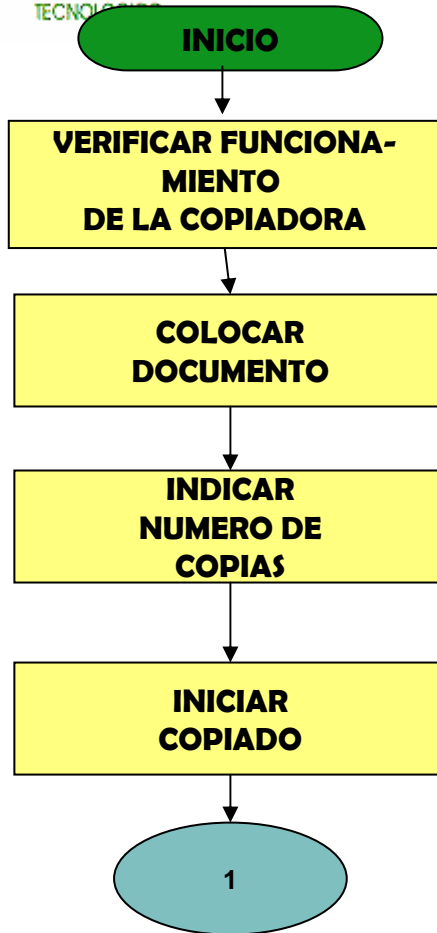 INICIO
VERIFICAR FUNCIONA-
MIENTO
DE LA COPIADORA
COLOCAR
DOCUMENTO
INDICAR
NUMERO DE
COPIAS
INICIAR
COPIADO
1